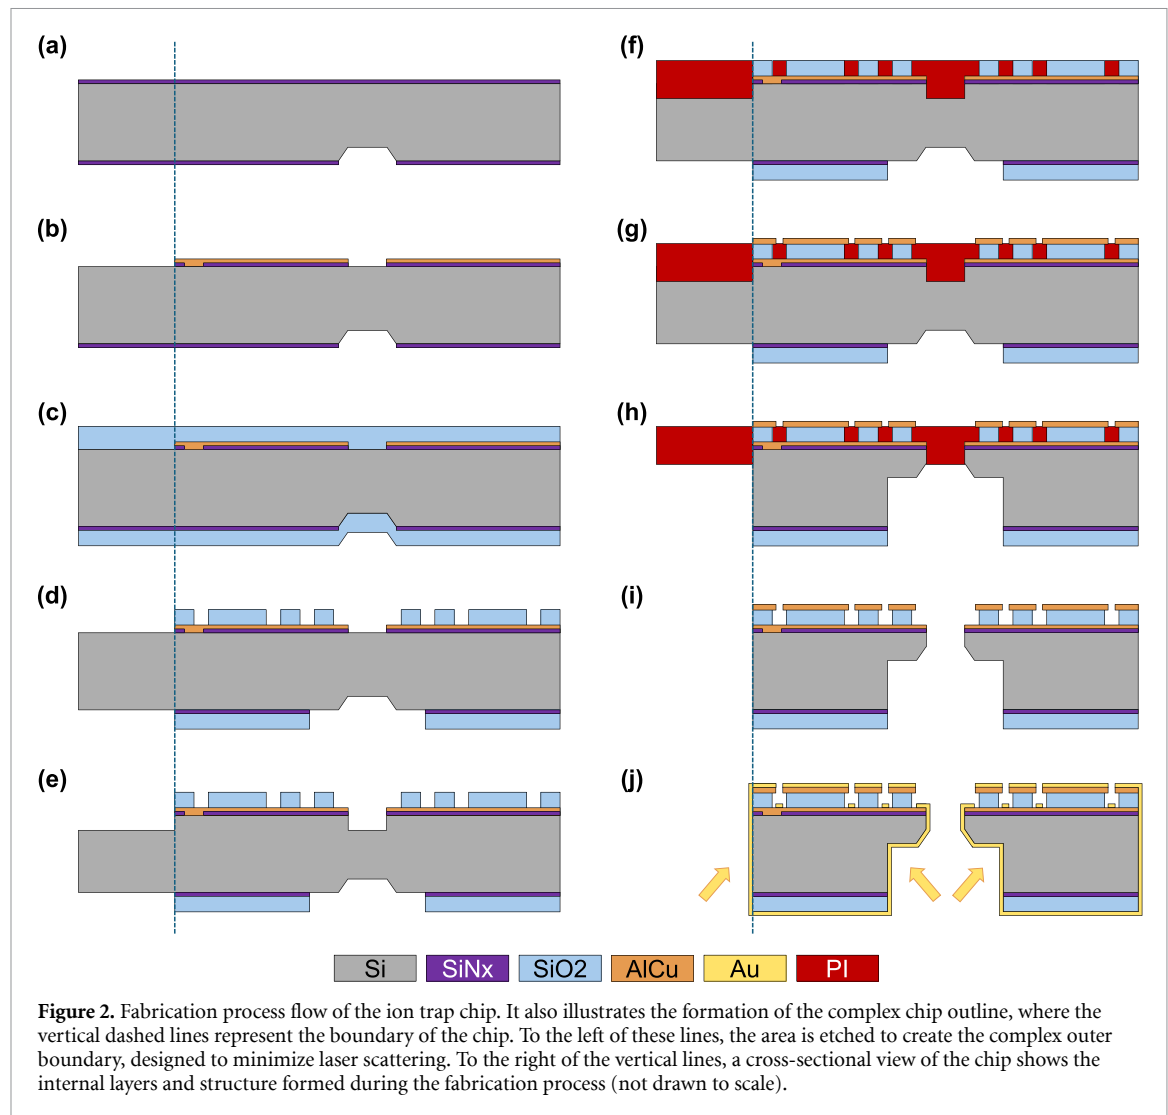 (a)
(b)
(c)
(d)
(e)
(f)
(g)
(h)
(i)
(j)
Si SiNx SiO2 AlCu Au PI
Figure 2. Fabrication process flow of the ion trap chip. It also illustrates the formation of the complex chip outline, where the
vertical dashed lines represent the boundary of the chip. To the left of these lines, the area is etched to create the complex outer
boundary, designed to minimize laser scattering. To the right of the vertical lines, a cross-sectional view of the chip shows the
internal layers and structure formed during the fabrication process (not drawn to scale).